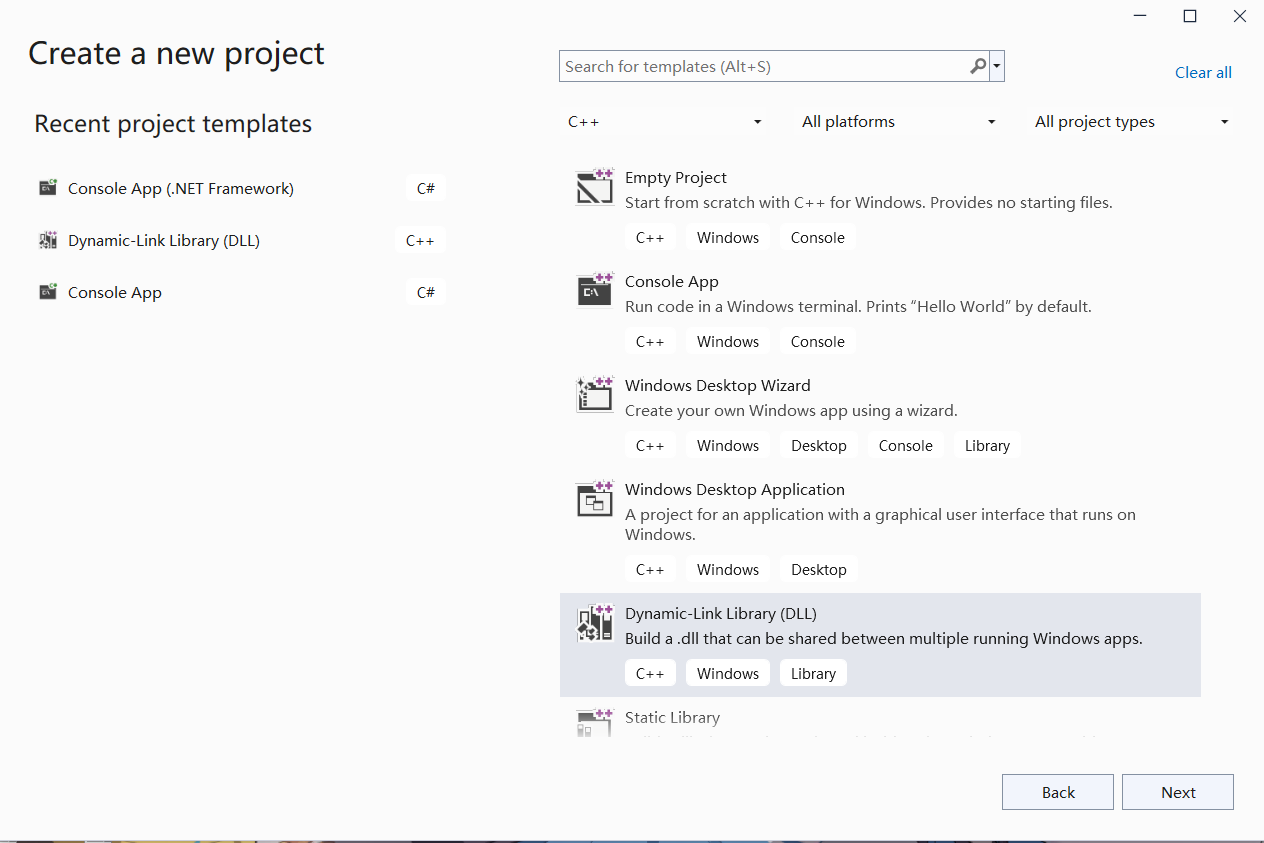 Create a new project
Search for templates (Alt+S)
Clear all
Recent project templates
C++
All platforms
All project types
Console App (.NET Framework)
C#
Dynamic-Link Library (DLL)
C++
Console App
C#
Empty Project
Start from scratch with C++ for Windows. Provides no starting files.
C++ Windows Console
Console App
Run code in a Windows terminal. Prints “Hello World” by default.
C++ Windows Console
Windows Desktop Wizard
Create your own Windows app using a wizard.
C++ Windows Desktop Console Library
Windows Desktop Application
A project for an application with a graphical user interface that runs on
Windows.
C++ Windows Desktop
Dynamic-Link Library (DLL)
Build a .dll that can be shared between multiple running Windows apps.
C++ Windows Library
Static Library
Back
Next